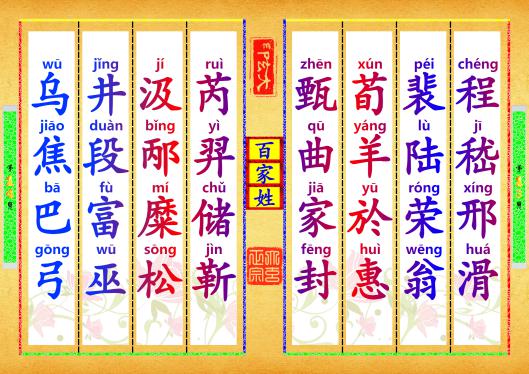 chéng jī xíng huá
程嵇邢滑
péi lù róng wēng
裴陆荣翁
xún yáng yū huì
荀羊於惠
zhēn qū jiā fēng
甄曲家封
百家姓
ruì yì chǔ jìn
芮羿储靳
jí bǐng mí sōng
汲邴糜松
jǐng duàn fù wū
井段富巫
wū jiāo bā gōng
乌焦巴弓